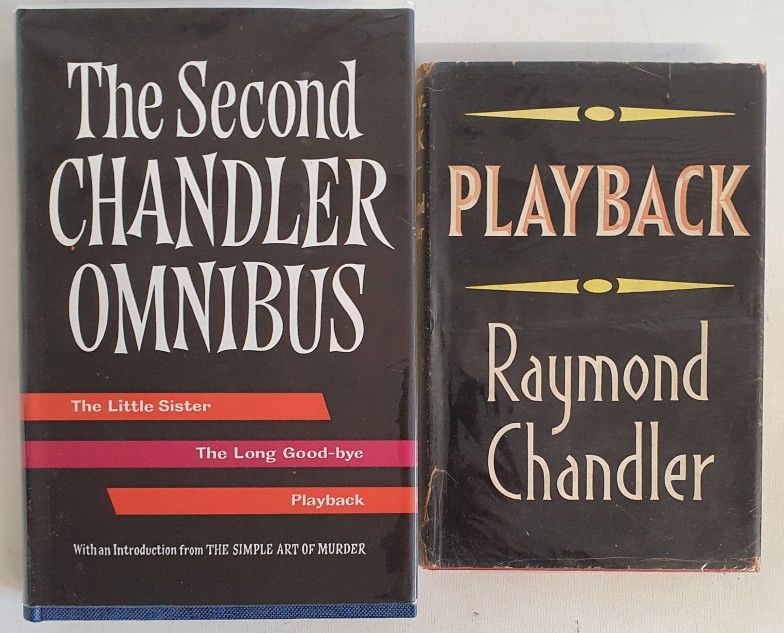 The Second
CHANDLER
OMNIBUS
The Little Sister
The Long Good-bye
Playback
With an Introduction from THE SIMPLE ART OF MURDER
PLAYBACK
Raymond
Chandler